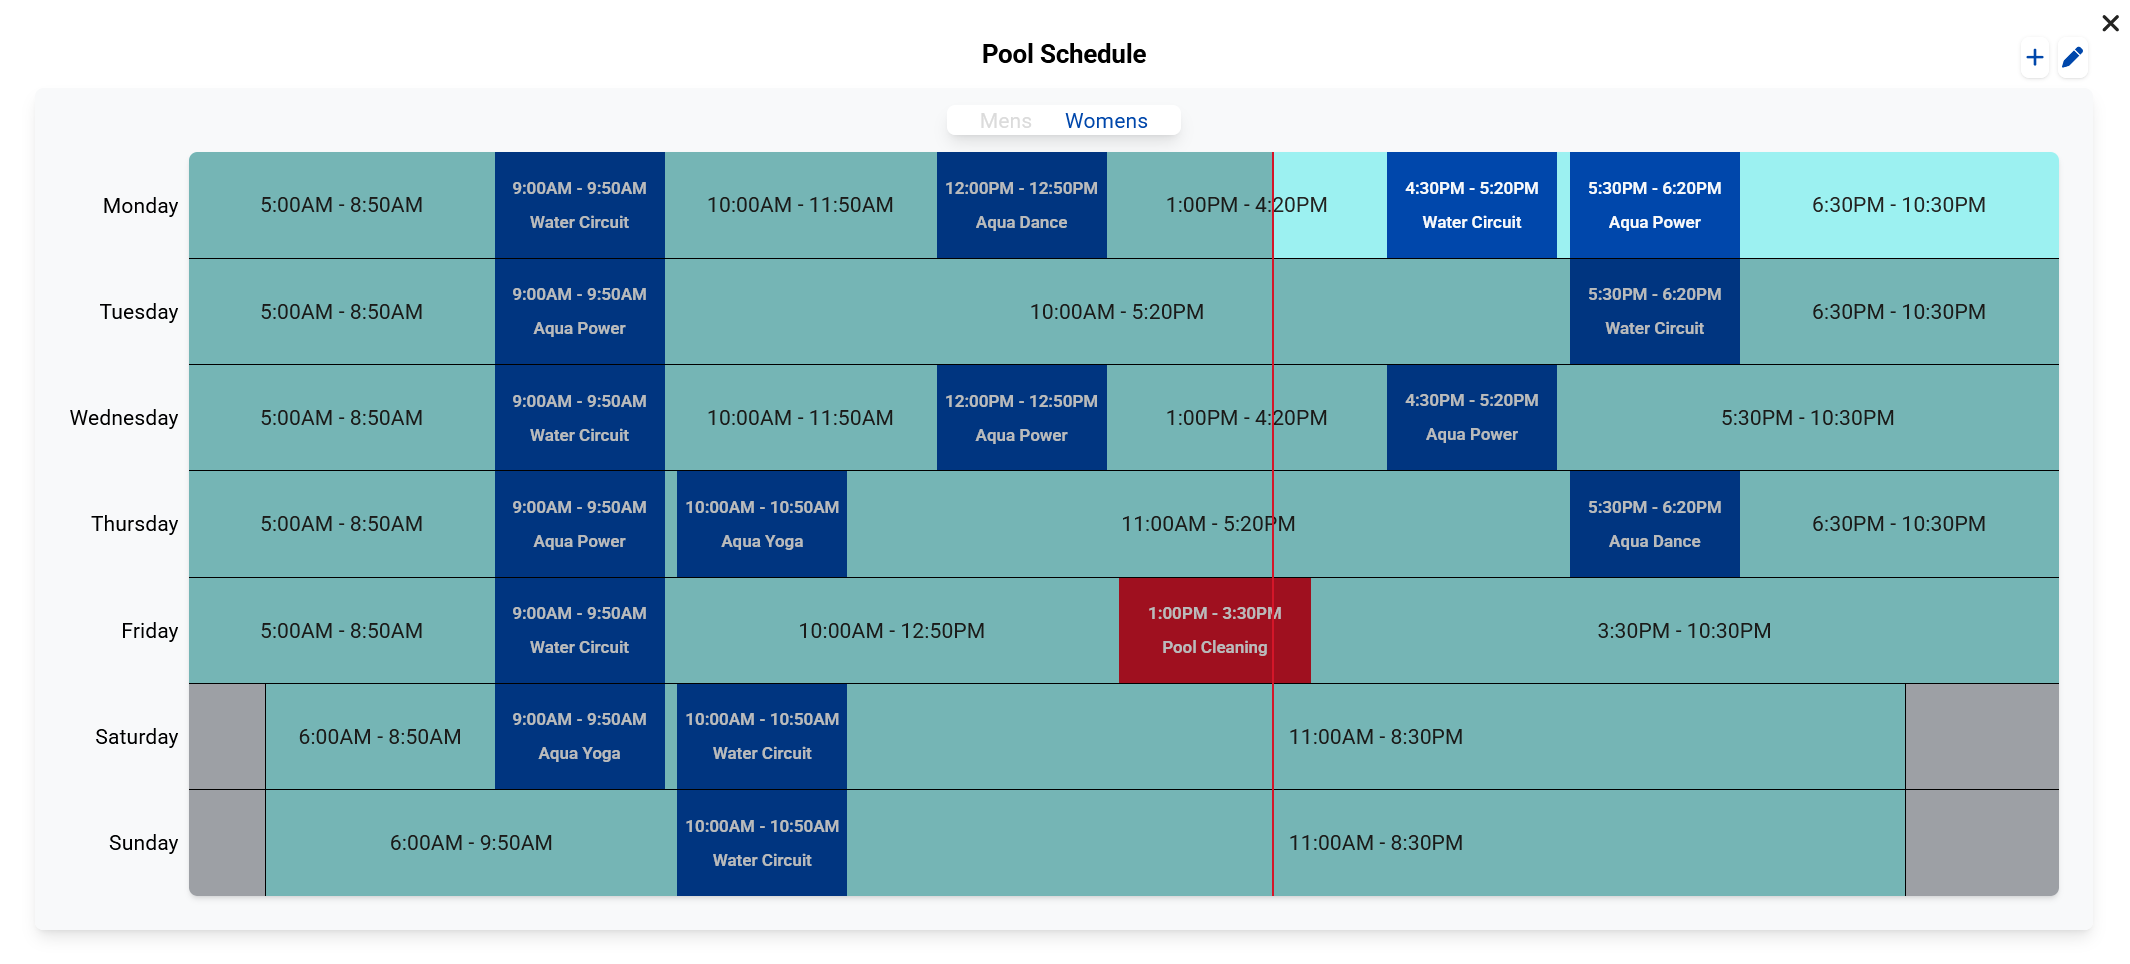 Pool Schedule
Mens Womens
Monday
5:00AM - 8:50AM
9:00AM - 9:50AM
Water Circuit
10:00AM - 11:50AM
12:00PM - 12:50PM
Aqua Dance
1:00PM - 4:20PM
4:30PM - 5:20PM
Water Circuit
5:30PM - 6:20PM
Aqua Power
6:30PM - 10:30PM
Tuesday
5:00AM - 8:50AM
9:00AM - 9:50AM
Aqua Power
10:00AM - 5:20PM
5:30PM - 6:20PM
Water Circuit
6:30PM - 10:30PM
Wednesday
5:00AM - 8:50AM
9:00AM - 9:50AM
Water Circuit
10:00AM - 11:50AM
12:00PM - 12:50PM
Aqua Power
1:00PM - 4:20PM
4:30PM - 5:20PM
Aqua Power
5:30PM - 10:30PM
Thursday
5:00AM - 8:50AM
9:00AM - 9:50AM
Aqua Power
10:00AM - 10:50AM
Aqua Yoga
11:00AM - 5:20PM
5:30PM - 6:20PM
Aqua Dance
6:30PM - 10:30PM
Friday
5:00AM - 8:50AM
9:00AM - 9:50AM
Water Circuit
10:00AM - 12:50PM
1:00PM - 3:30PM
Pool Cleaning
3:30PM - 10:30PM
Saturday
6:00AM - 8:50AM
9:00AM - 9:50AM
Aqua Yoga
10:00AM - 10:50AM
Water Circuit
11:00AM - 8:30PM
Sunday
6:00AM - 9:50AM
10:00AM - 10:50AM
Water Circuit
11:00AM - 8:30PM